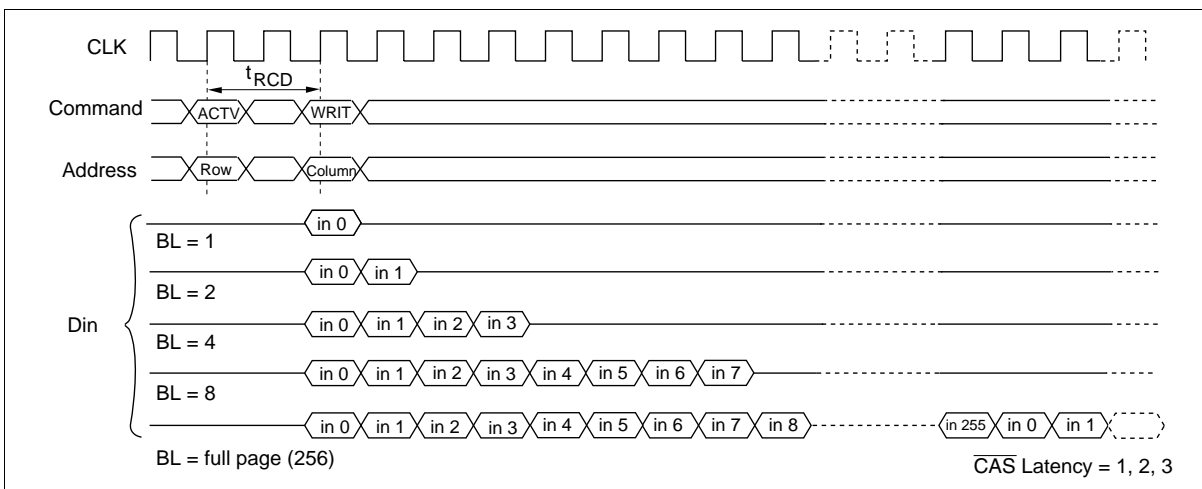 CLK
tRCD
Command ACTV WRIT
Address Row Column
in 0
BL = 1
in 0 in 1
BL = 2
Din
in 0 in 1 in 2 in 3
BL = 4
in 0 in 1 in 2 in 3 in 4 in 5 in 6 in 7
BL = 8
in 0 in 1 in 2 in 3 in 4 in 5 in 6 in 7 in 8 in 255 in 0 in 1
BL = full page (256)
CAS Latency = 1, 2, 3